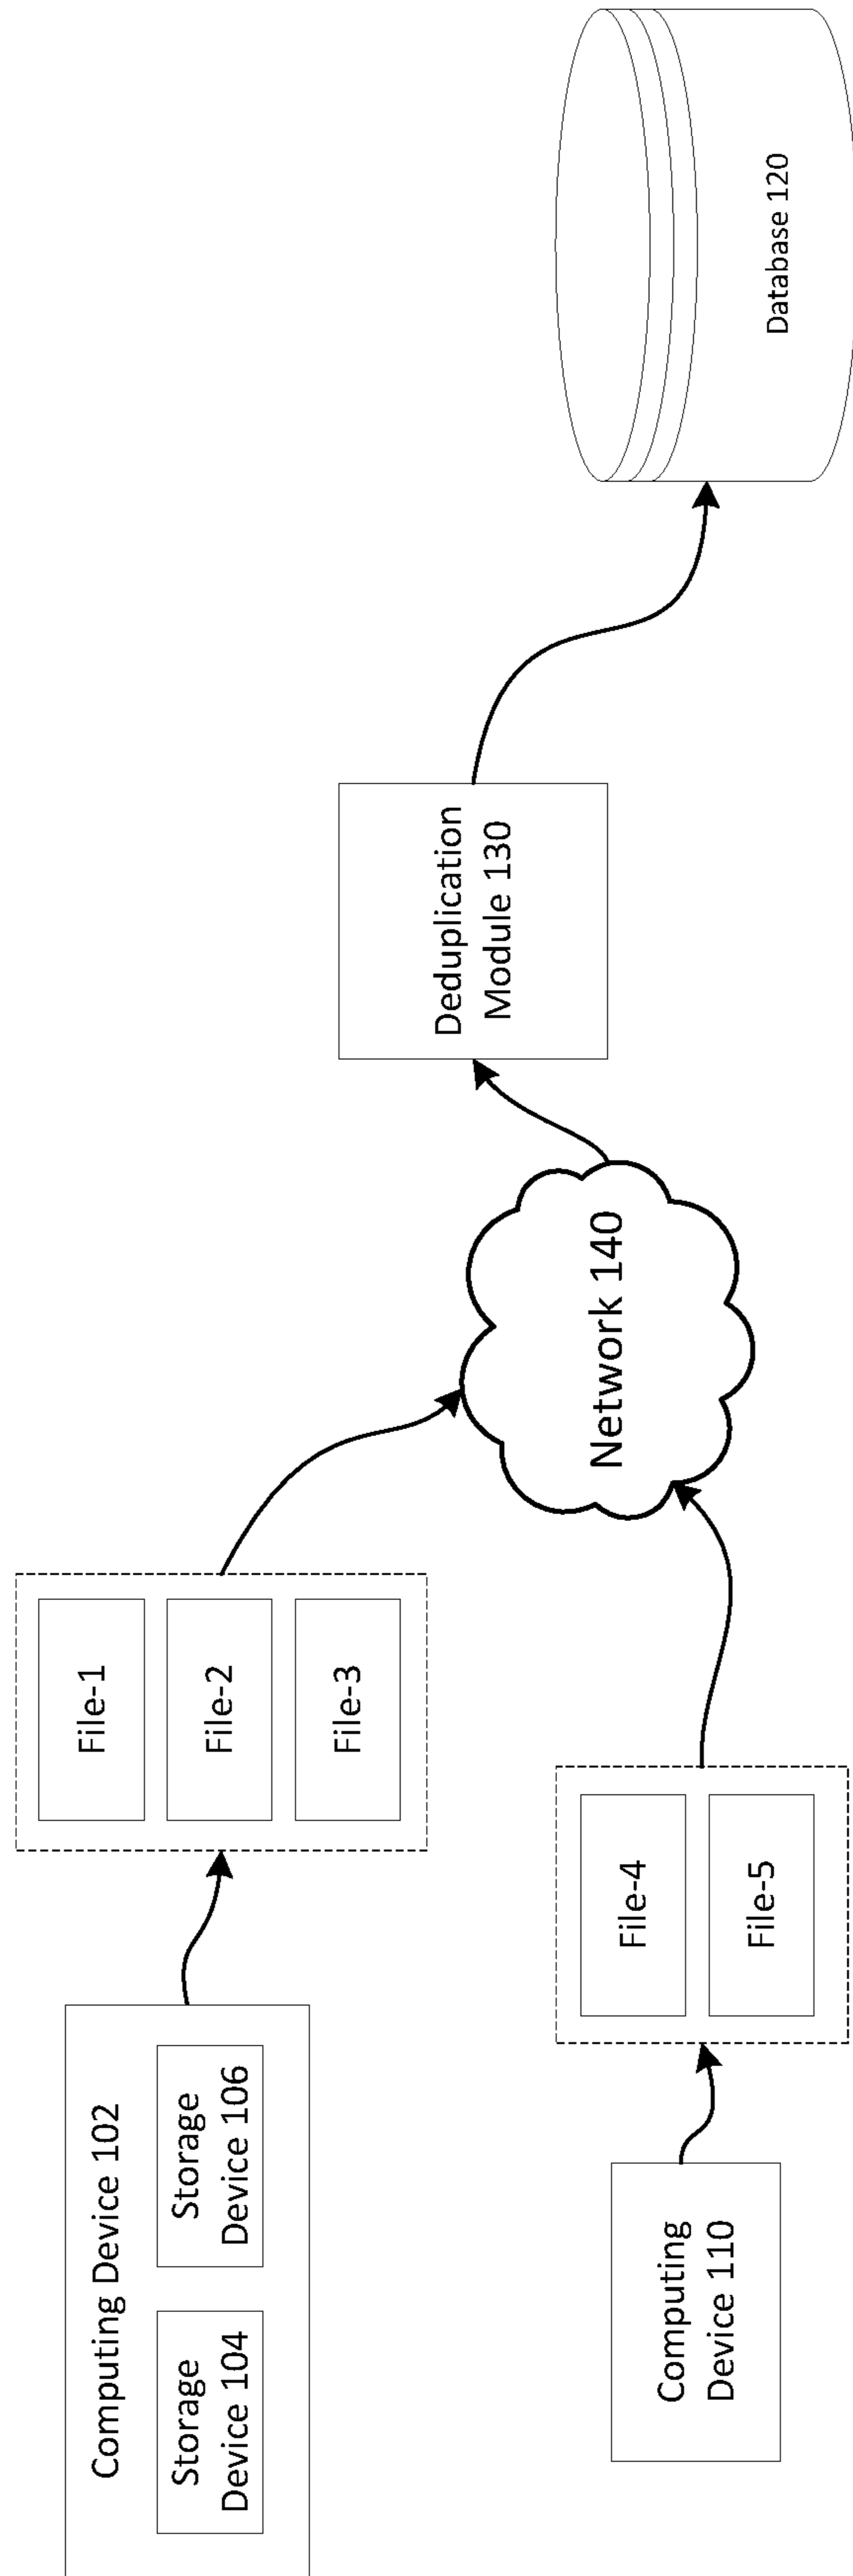 Computing Device 102
Storage
Device 104
Storage
Device 106
File-1
File-2
File-3
Computing
Device 110
File-4
File-5
Network 140
Deduplication
Module 130
Database 120